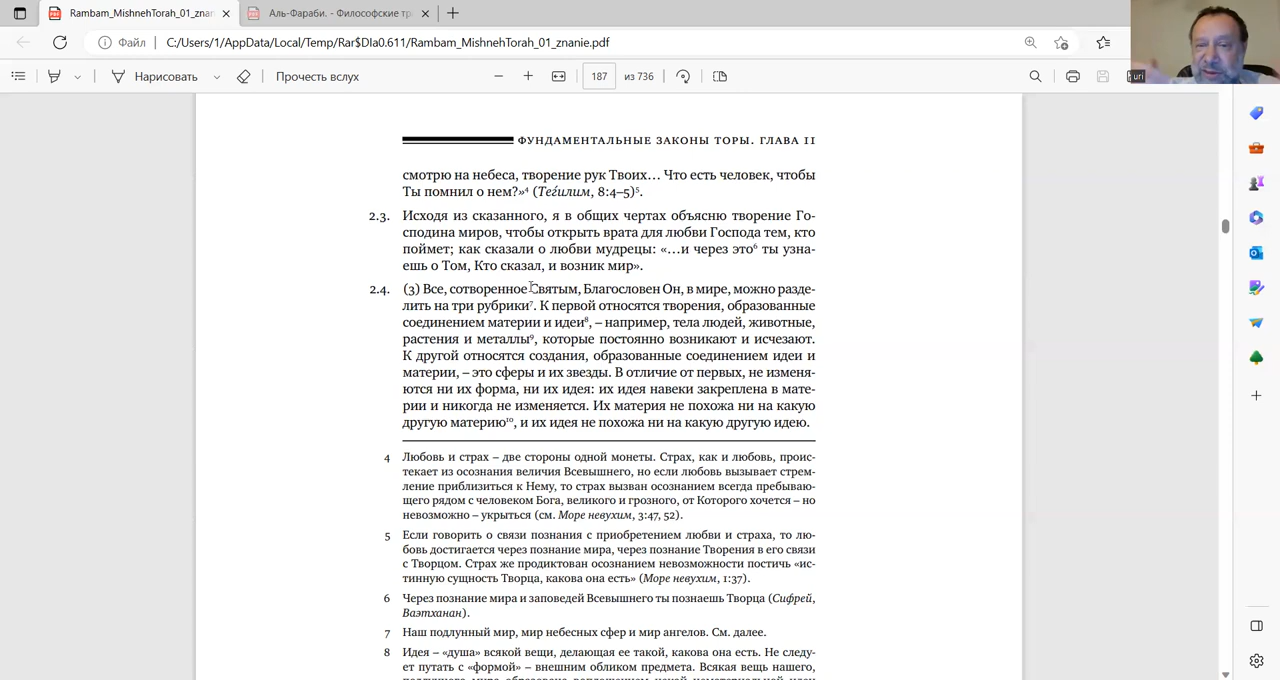 Rambam_MishnehTorah_01_znani
Аль-Фараби. - Философские тр
Файл
C:/Users/1/AppData/Local/Temp/Rar$DIa0.611/Rambam_MishnehTorah_01_znanie.pdf
Нарисовать
Прочесть вслух
187
из 736
uri
ФУНДАМЕНТАЛЬНЫЕ ЗАКОНЫ ТОРЫ. ГЛАВА II
смотрю на небеса, творение рук Твоих… Что есть человек, чтобы
Ты помнил о нем?»⁴ (Теѓилим, 8:4–5)⁵.
2.3. Исходя из сказанного, я в общих чертах объясню творение Го-
сподина миров, чтобы открыть врата для любви Господа тем, кто
поймет; как сказали о любви мудрецы: «…и через это⁶ ты узна-
ешь о Том, Кто сказал, и возник мир».
2.4. (3) Все, сотворенное Святым, Благословен Он, в мире, можно разде-
лить на три рубрики⁷. К первой относятся творения, образованные
соединением материи и идеи⁸, – например, тела людей, животные,
растения и металлы⁹, которые постоянно возникают и исчезают.
К другой относятся создания, образованные соединением идеи и
материи, – это сферы и их звезды. В отличие от первых, не изменя-
ются ни их форма, ни их идея: их идея навеки закреплена в мате-
рии и никогда не изменяется. Их материя не похожа ни на какую
другую материю¹⁰, и их идея не похожа ни на какую другую идею.
4 Любовь и страх – две стороны одной монеты. Страх, как и любовь, проис-
текает из осознания величия Всевышнего, но если любовь вызывает стрем-
ление приблизиться к Нему, то страх вызван осознанием всегда пребываю-
щего рядом с человеком Бога, великого и грозного, от Которого хочется – но
невозможно – укрыться (см. Море невухим, 3:47, 52).
5 Если говорить о связи познания с приобретением любви и страха, то лю-
бовь достигается через познание мира, через познание Творения в его связи
с Творцом. Страх же продиктован осознанием невозможности постичь «ис-
тинную сущность Творца, какова она есть» (Море невухим, 1:37).
6 Через познание мира и заповедей Всевышнего ты познаешь Творца (Сифрей,
Ваэтханан).
7 Наш подлунный мир, мир небесных сфер и мир ангелов. См. далее.
8 Идея – «душа» всякой вещи, делающая ее такой, какова она есть. Не следу-
ет путать с «формой» – внешним обликом предмета. Всякая вещь нашего,